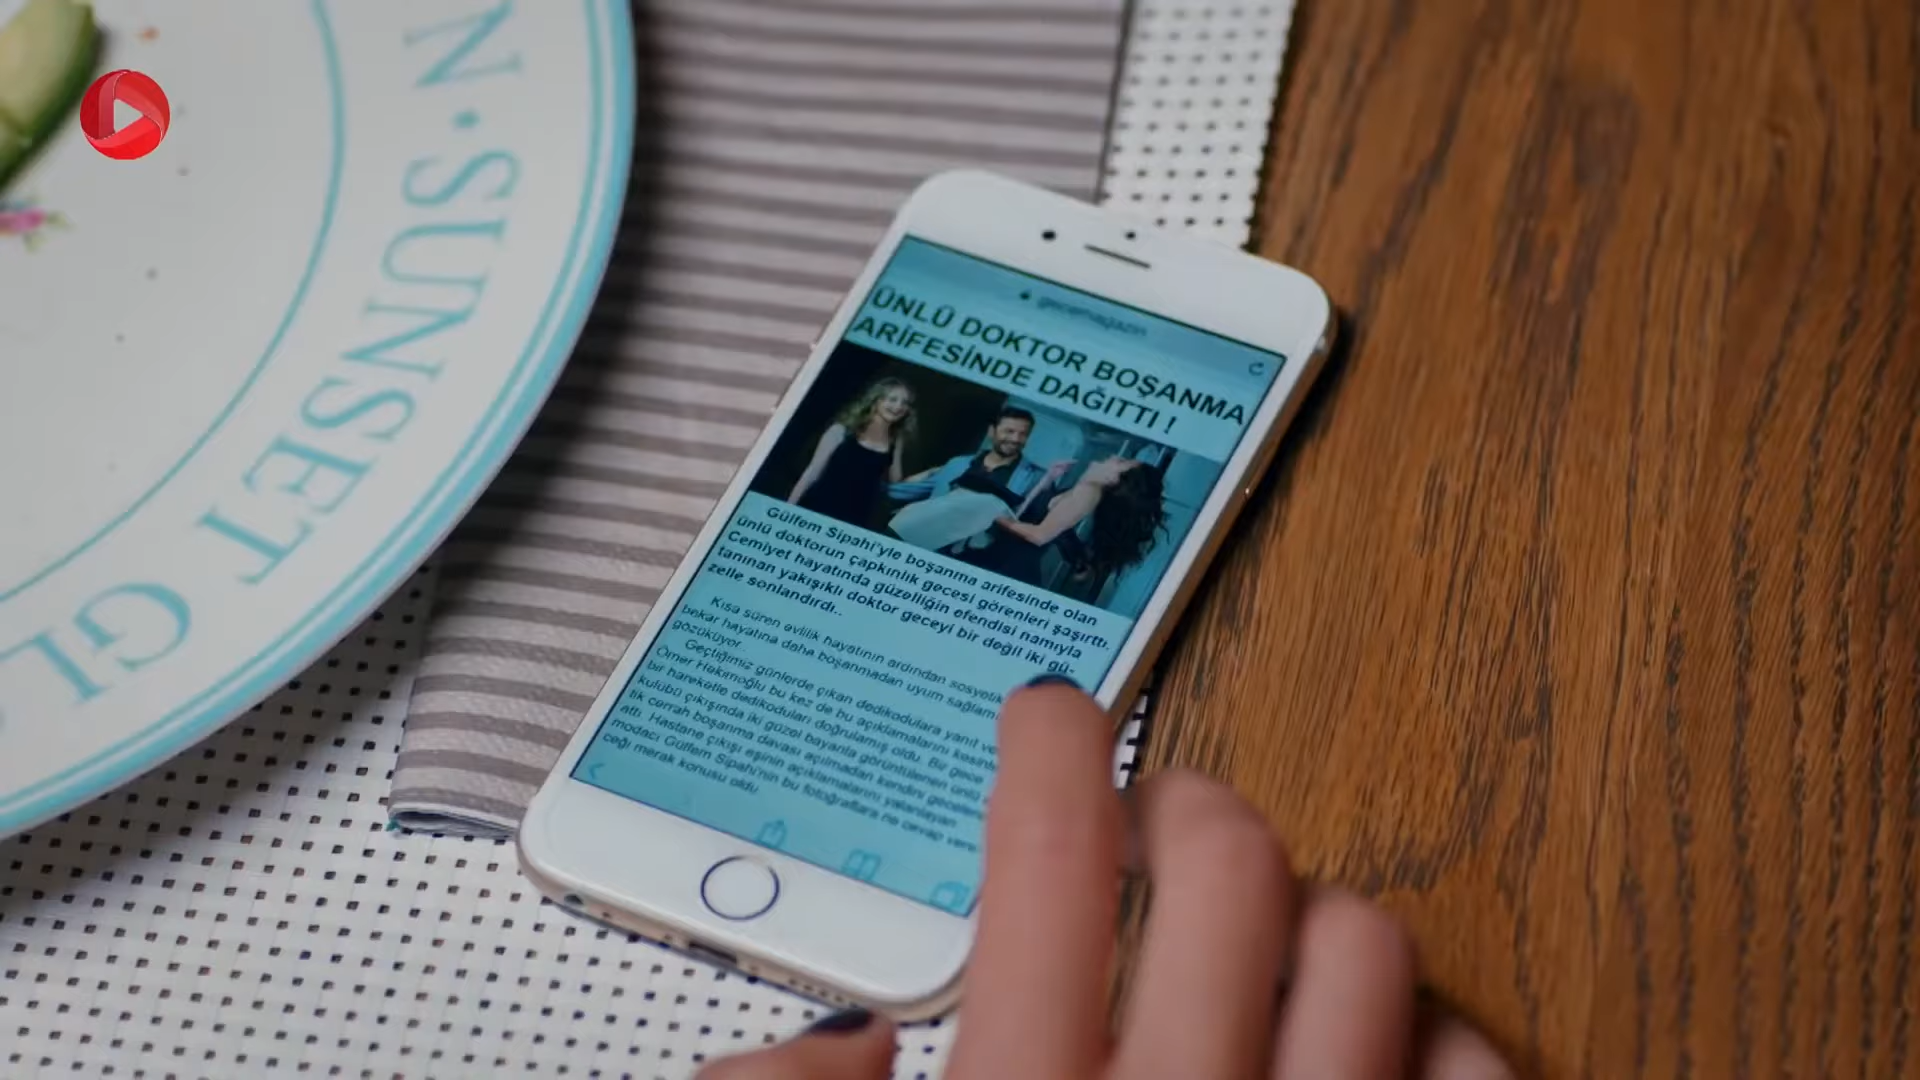 N · SUNSET GL
gecemagazin
ÜNLÜ DOKTOR BOŞANMA
ARİFESİNDE DAĞITTI !
Gülfem Sipahi'yle boşanma arifesinde olan
ünlü doktorun çapkınlık gecesi görenleri şaşırttı.
Cemiyet hayatında güzelliğin efendisi namıyla
tanınan yakışıklı doktor geceyi bir değil iki gü-
zelle sonlandırdı..
Kısa süren evlilik hayatının ardından sosyetik
bekar hayatına daha boşanmadan uyum sağlam
gözüküyor..
Geçtiğimiz günlerde çıkan dedikodulara yanıt ve
Ömer Hekimoğlu bu kez de bu açıklamalarını kesinl
bir hareketle dedikoduları doğrulamış oldu. Bir gece
kulübü çıkışında iki güzel bayanla görüntülenen ünlü
tik cerrah boşanma davası açılmadan kendini gecelere
attı. Hastane çıkışı eşinin açıklamalarını yalanlayan
modacı Gülfem Sipahi'nin bu fotoğraflara ne cevap vere
ceği merak konusu oldu